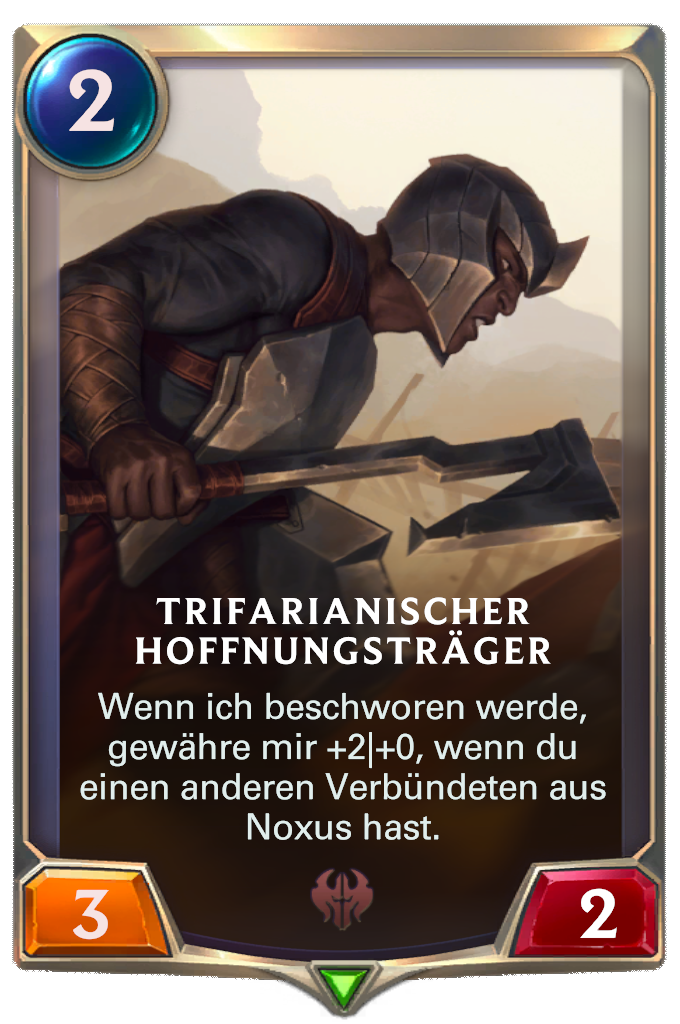 2
TRIFARIANISCHER
HOFFNUNGSTRÄGER
Wenn ich beschworen werde,
gewähre mir +2|+0, wenn du
einen anderen Verbündeten aus
Noxus hast.
3
2